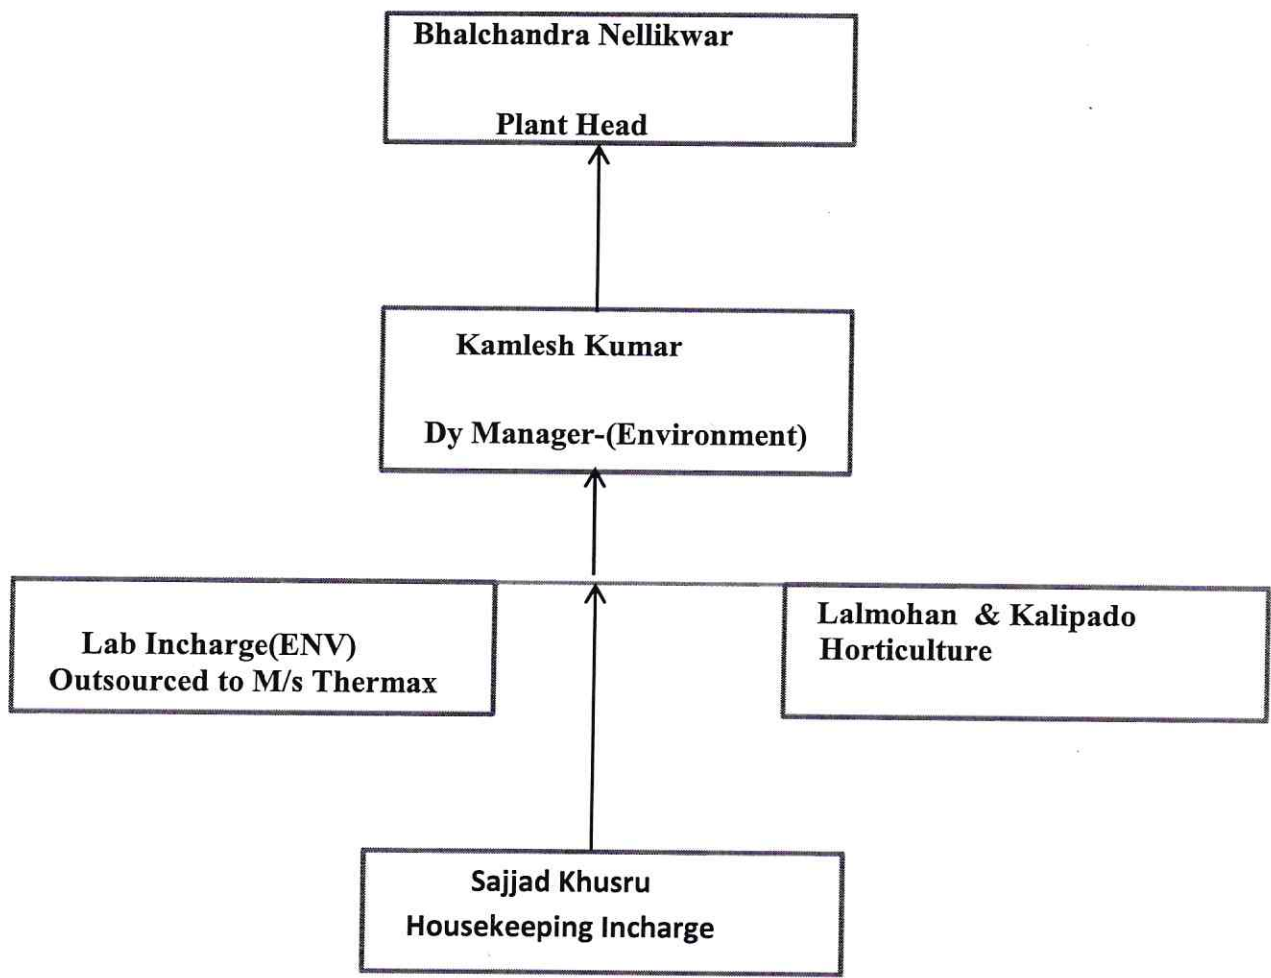 Bhalchandra Nellikwar
Plant Head
Kamlesh Kumar
Dy Manager-(Environment)
Lab Incharge(ENV)
Outsourced to M/s Thermax
Lalmohan & Kalipado
Horticulture
Sajjad Khusru
Housekeeping Incharge